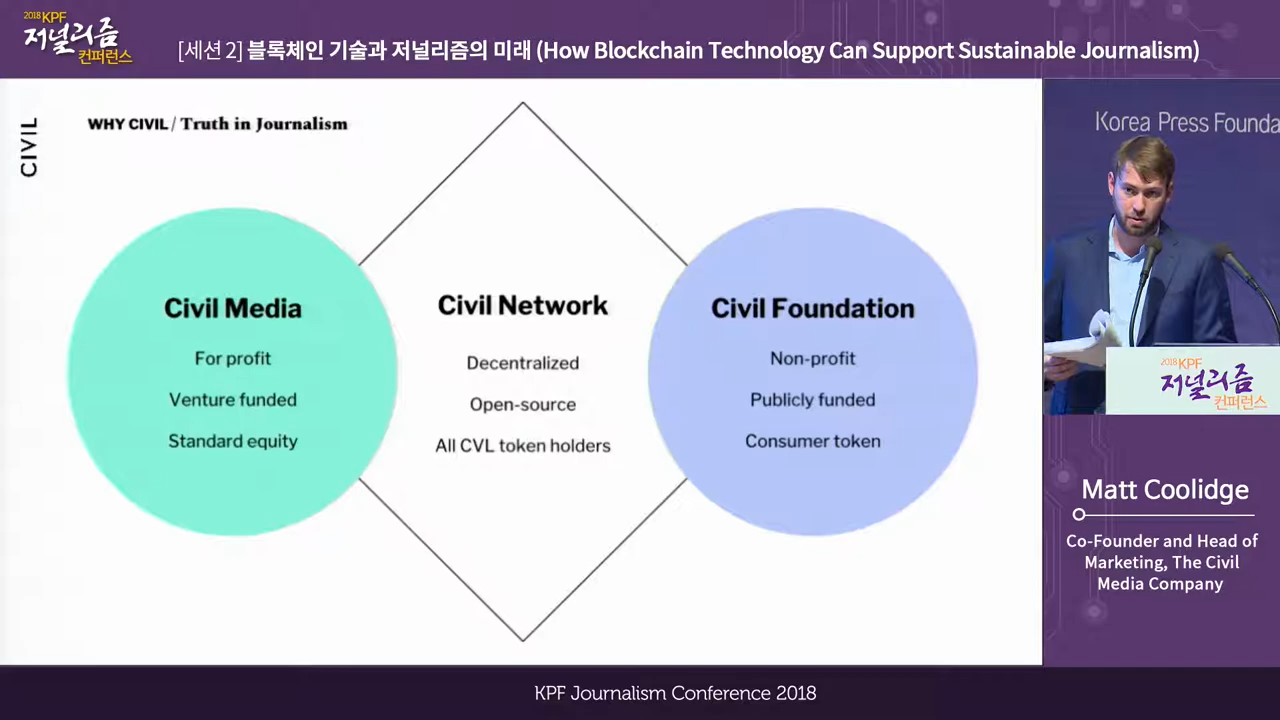 2018 KPF
저널리즘
컨퍼런스
[세션 2] 블록체인 기술과 저널리즘의 미래 (How Blockchain Technology Can Support Sustainable Journalism)
CIVIL
WHY CIVIL / Truth in Journalism
Civil Media
For profit
Venture funded
Standard equity
Civil Network
Decentralized
Open-source
All CVL token holders
Civil Foundation
Non-profit
Publicly funded
Consumer token
Korea Press Founda
2018 KPF
저널리즘
컨퍼런스
Matt Coolidge
Co-Founder and Head of
Marketing, The Civil
Media Company
KPF Journalism Conference 2018